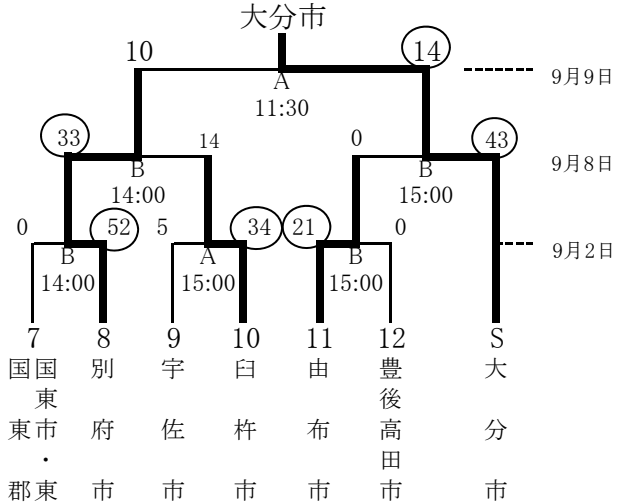 大分市
10
14
A
11:30
9月9日
33
14
0
43
B
14:00
B
15:00
9月8日
0
52
5
34
21
0
B
14:00
A
15:00
B
15:00
9月2日
7
8
9
10
11
12
S
国東市・東
国東郡
別府市
宇佐市
臼杵市
由布市
豊後高田市
大分市